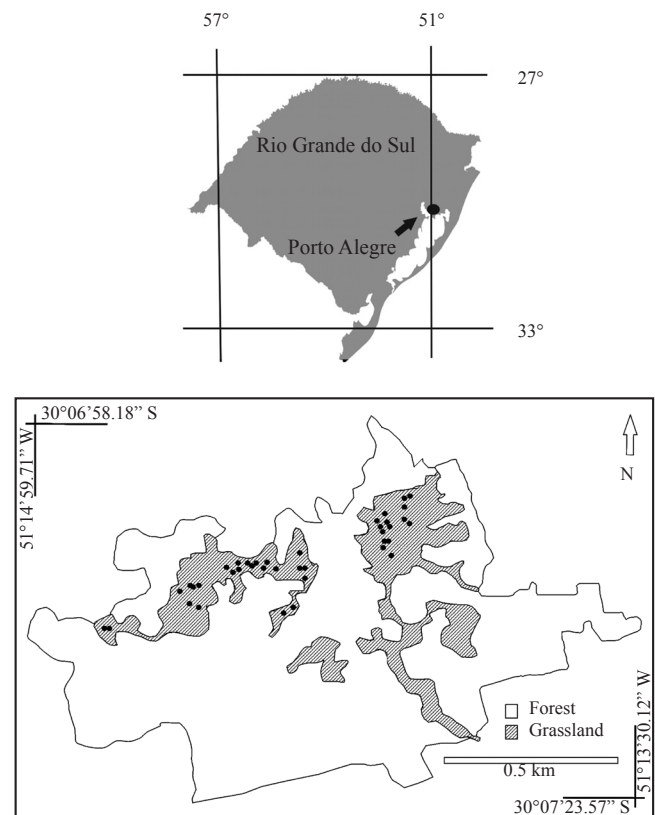 57°
51°
27°
Rio Grande do Sul
Porto Alegre
33°
30°06’58.18” S
51°14’59.71” W
N
Forest
Grassland
0.5 km
51°13’30.12” W
30°07’23.57” S